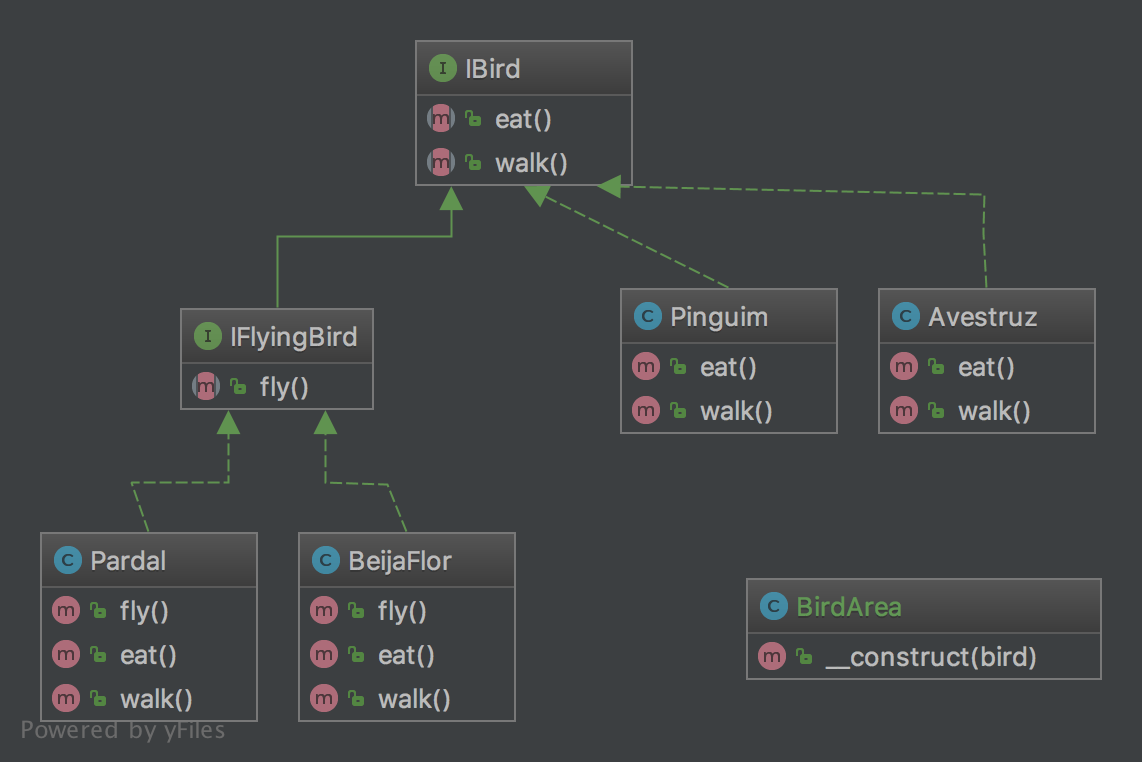 IBird
eat()
walk()
IFlyingBird
fly()
Pinguim
eat()
walk()
Avestruz
eat()
walk()
Pardal
fly()
eat()
walk()
BeijaFlor
fly()
eat()
walk()
BirdArea
__construct(bird)
Powered by yFiles